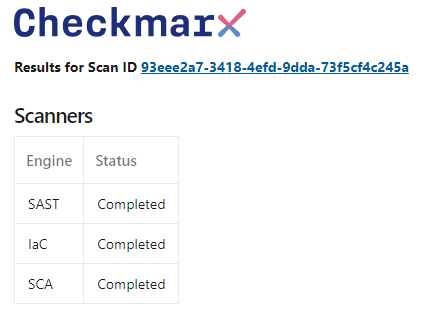 Checkmarx
Results for Scan ID 93eee2a7-3418-4efd-9dda-73f5cf4c245a
Scanners
Engine Status
SAST Completed
IaC Completed
SCA Completed